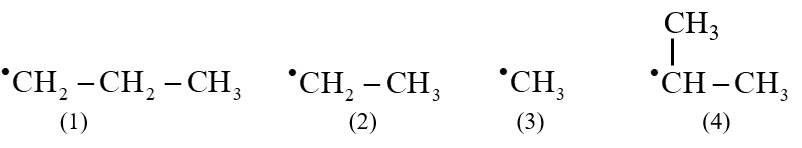 CH₃
•CH₂ – CH₂ – CH₃ •CH₂ – CH₃ •CH₃ •CH – CH₃
(1) (2) (3) (4)